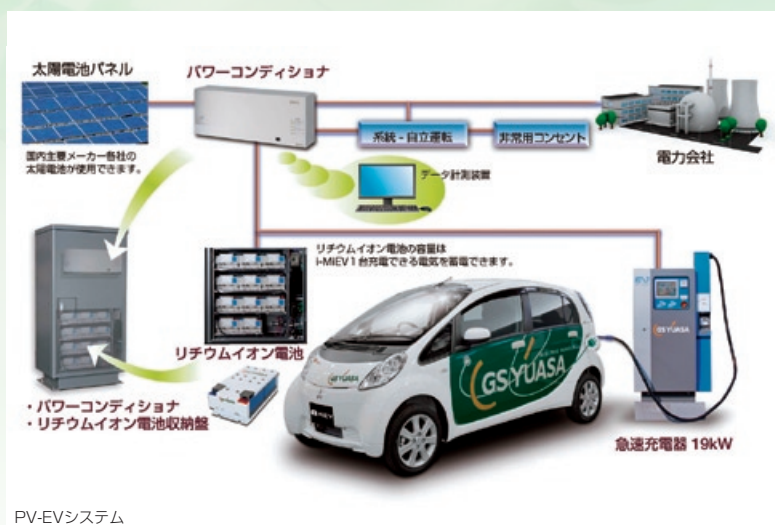 太陽電池パネル
パワーコンディショナ
国内主要メーカー各社の
太陽電池が使用できます。
系統-自立運転
非常用コンセント
電力会社
データ計測装置
リチウムイオン電池の容量は
i-MiEV1台充電できる電気を蓄電できます。
リチウムイオン電池
EV
GS YUASA
GS YUASA
・パワーコンディショナ
・リチウムイオン電池収納盤
急速充電器 19kW
PV-EVシステム